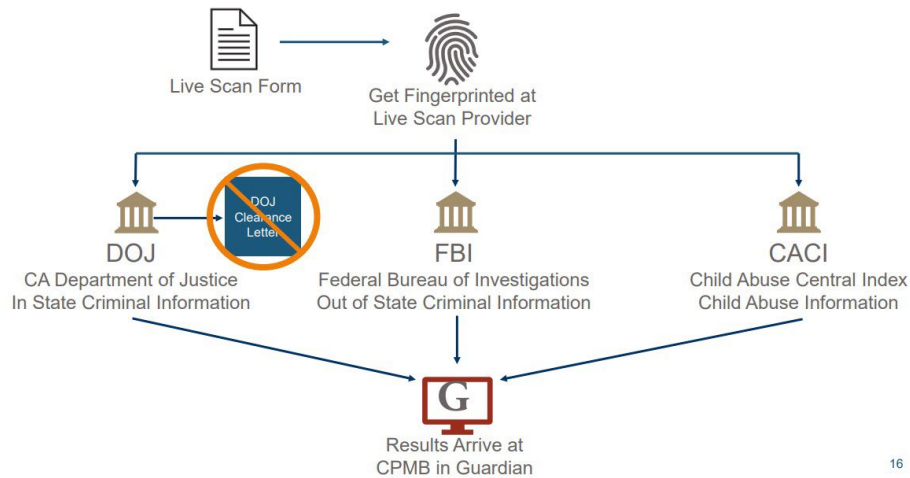 Live Scan Form
Get Fingerprinted at
Live Scan Provider
DOJ
Clearance
Letter
DOJ
CA Department of Justice
In State Criminal Information
FBI
Federal Bureau of Investigations
Out of State Criminal Information
CACI
Child Abuse Central Index
Child Abuse Information
G
Results Arrive at
CPMB in Guardian
16